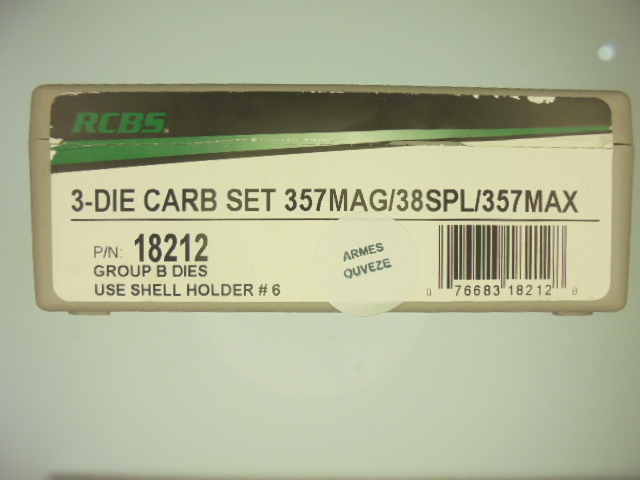 RCBS.
3-DIE CARB SET 357MAG/38SPL/357MAX
P/N: 18212
GROUP B DIES
USE SHELL HOLDER # 6
ARMES
OUVEZE
0 76683 18212 8